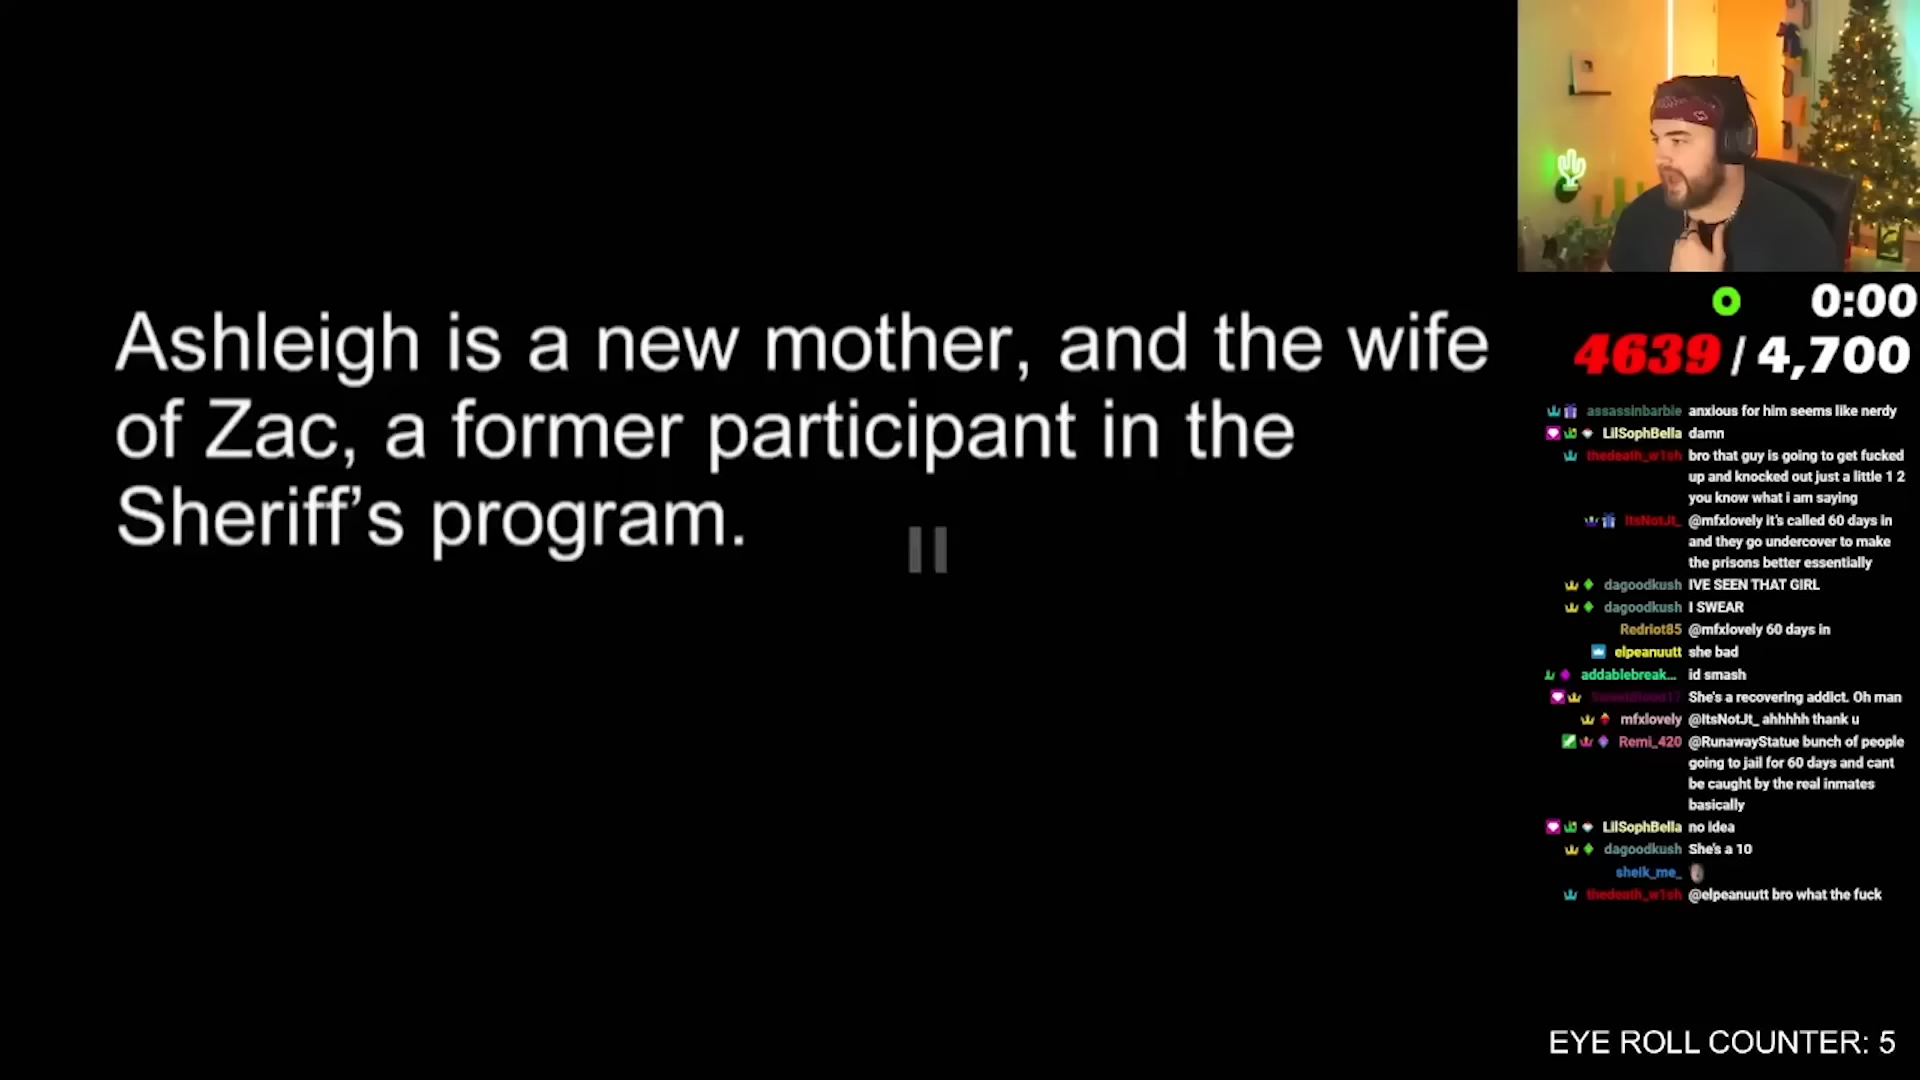 Ashleigh is a new mother, and the wife
of Zac, a former participant in the
Sheriff’s program.
0:00
4639 / 4,700
assassinbarbie anxious for him seems like nerdy
LilSophBella damn
thedeath_w1sh bro that guy is going to get fucked
up and knocked out just a little 1 2
you know what i am saying
ItsNotJt_ @mfxlovely it's called 60 days in
and they go undercover to make
the prisons better essentially
dagoodkush IVE SEEN THAT GIRL
dagoodkush I SWEAR
Redriot85 @mfxlovely 60 days in
elpeanuutt she bad
addablebreak... id smash
She's a recovering addict. Oh man
mfxlovely @ItsNotJt_ ahhhhh thank u
Remi_420 @RunawayStatue bunch of people
going to jail for 60 days and cant
be caught by the real inmates
basically
LilSophBella no idea
dagoodkush She's a 10
sheik_me_
thedeath_w1sh @elpeanuutt bro what the fuck
EYE ROLL COUNTER: 5